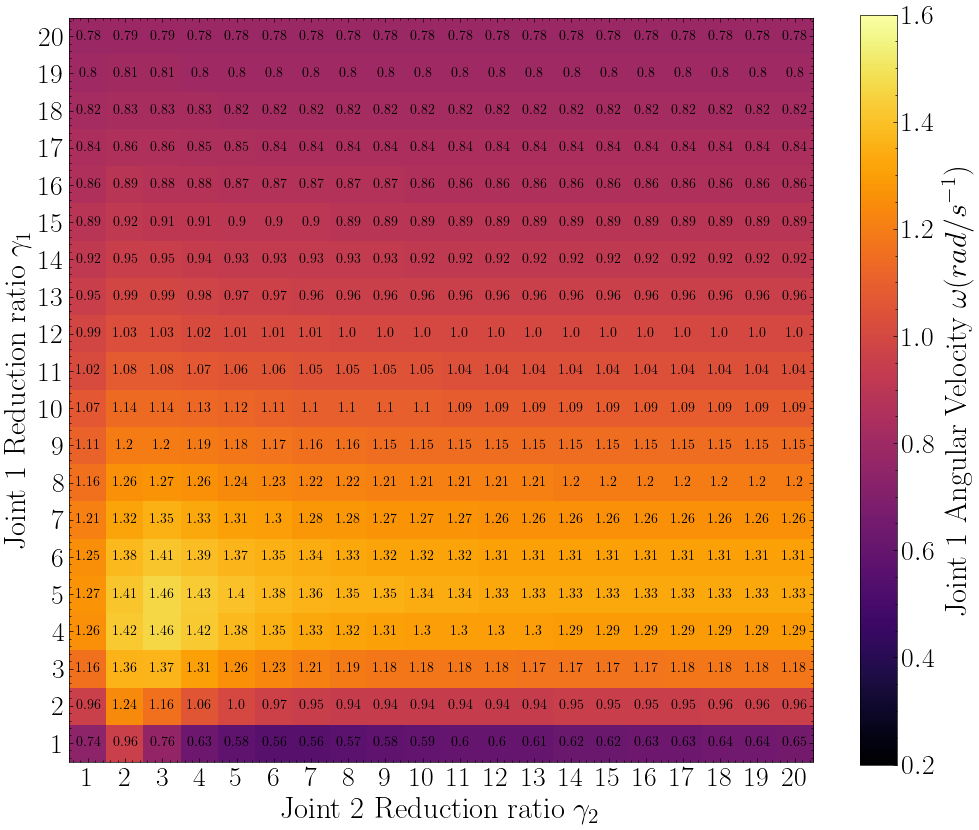 20 0.78 0.79 0.79 0.78 0.78 0.78 0.78 0.78 0.78 0.78 0.78 0.78 0.78 0.78 0.78 0.78 0.78 0.78 0.78 0.78
19 0.8 0.81 0.81 0.8 0.8 0.8 0.8 0.8 0.8 0.8 0.8 0.8 0.8 0.8 0.8 0.8 0.8 0.8 0.8 0.8
18 0.82 0.83 0.83 0.83 0.82 0.82 0.82 0.82 0.82 0.82 0.82 0.82 0.82 0.82 0.82 0.82 0.82 0.82 0.82 0.82
17 0.84 0.86 0.86 0.85 0.85 0.84 0.84 0.84 0.84 0.84 0.84 0.84 0.84 0.84 0.84 0.84 0.84 0.84 0.84 0.84
16 0.86 0.89 0.88 0.88 0.87 0.87 0.87 0.87 0.87 0.86 0.86 0.86 0.86 0.86 0.86 0.86 0.86 0.86 0.86 0.86
15 0.89 0.92 0.91 0.91 0.9 0.9 0.9 0.89 0.89 0.89 0.89 0.89 0.89 0.89 0.89 0.89 0.89 0.89 0.89 0.89
14 0.92 0.95 0.95 0.94 0.93 0.93 0.93 0.93 0.93 0.92 0.92 0.92 0.92 0.92 0.92 0.92 0.92 0.92 0.92 0.92
13 0.95 0.99 0.99 0.98 0.97 0.97 0.96 0.96 0.96 0.96 0.96 0.96 0.96 0.96 0.96 0.96 0.96 0.96 0.96 0.96
12 0.99 1.03 1.03 1.02 1.01 1.01 1.01 1.0 1.0 1.0 1.0 1.0 1.0 1.0 1.0 1.0 1.0 1.0 1.0 1.0
11 1.02 1.08 1.08 1.07 1.06 1.06 1.05 1.05 1.05 1.05 1.04 1.04 1.04 1.04 1.04 1.04 1.04 1.04 1.04 1.04
10 1.07 1.14 1.14 1.13 1.12 1.11 1.1 1.1 1.1 1.1 1.09 1.09 1.09 1.09 1.09 1.09 1.09 1.09 1.09 1.09
9 1.11 1.2 1.2 1.19 1.18 1.17 1.16 1.16 1.15 1.15 1.15 1.15 1.15 1.15 1.15 1.15 1.15 1.15 1.15 1.15
8 1.16 1.26 1.27 1.26 1.24 1.23 1.22 1.22 1.21 1.21 1.21 1.21 1.21 1.2 1.2 1.2 1.2 1.2 1.2 1.2
7 1.21 1.32 1.35 1.33 1.31 1.3 1.28 1.28 1.27 1.27 1.27 1.26 1.26 1.26 1.26 1.26 1.26 1.26 1.26 1.26
6 1.25 1.38 1.41 1.39 1.37 1.35 1.34 1.33 1.32 1.32 1.32 1.31 1.31 1.31 1.31 1.31 1.31 1.31 1.31 1.31
5 1.27 1.41 1.46 1.43 1.4 1.38 1.36 1.35 1.35 1.34 1.34 1.33 1.33 1.33 1.33 1.33 1.33 1.33 1.33 1.33
4 1.26 1.42 1.46 1.42 1.38 1.35 1.33 1.32 1.31 1.3 1.3 1.3 1.3 1.29 1.29 1.29 1.29 1.29 1.29 1.29
3 1.16 1.36 1.37 1.31 1.26 1.23 1.21 1.19 1.18 1.18 1.18 1.18 1.17 1.17 1.17 1.17 1.18 1.18 1.18 1.18
2 0.96 1.24 1.16 1.06 1.0 0.97 0.95 0.94 0.94 0.94 0.94 0.94 0.94 0.95 0.95 0.95 0.95 0.96 0.96 0.96
1 0.74 0.96 0.76 0.63 0.58 0.56 0.56 0.57 0.58 0.59 0.6 0.6 0.61 0.62 0.62 0.63 0.63 0.64 0.64 0.65
1 2 3 4 5 6 7 8 9 10 11 12 13 14 15 16 17 18 19 20
Joint 2 Reduction ratio γ₂
Joint 1 Reduction ratio γ₁
1.6
1.4
1.2
1.0
0.8
0.6
0.4
0.2
Joint 1 Angular Velocity ω(rad/s⁻¹)